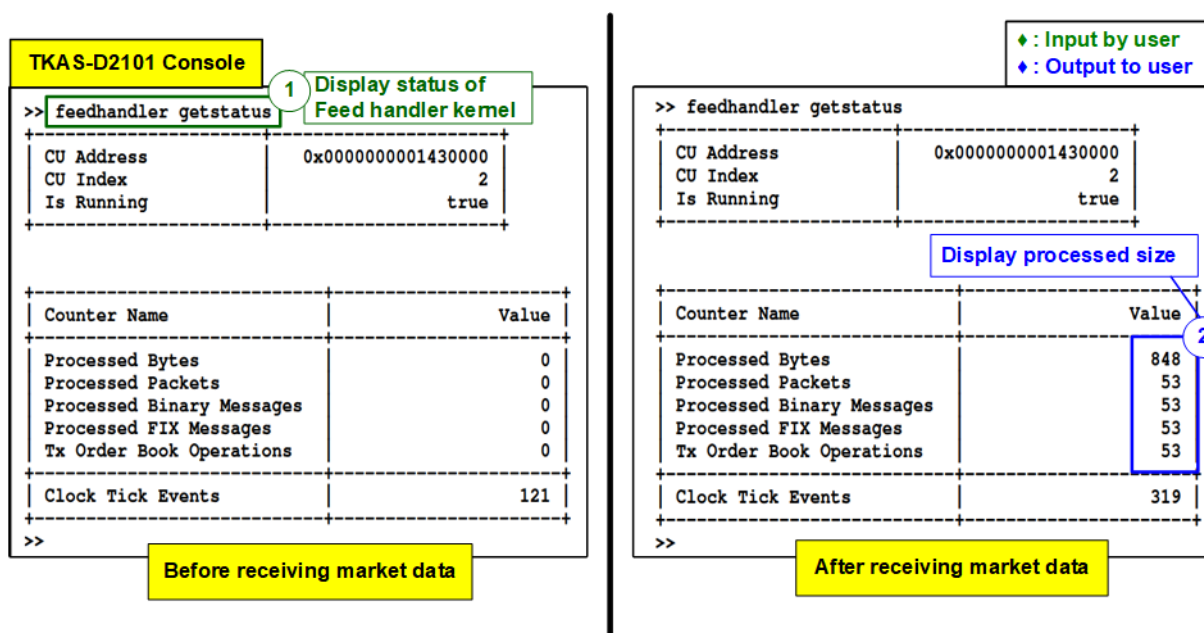 TKAS-D2101 Console
1
Display status of
Feed handler kernel
>> feedhandler getstatus
CU Address 0x0000000001430000
CU Index 2
Is Running true
Counter Name Value
Processed Bytes 0
Processed Packets 0
Processed Binary Messages 0
Processed FIX Messages 0
Tx Order Book Operations 0
Clock Tick Events 121
>>
Before receiving market data
♦ : Input by user
♦ : Output to user
>> feedhandler getstatus
CU Address 0x0000000001430000
CU Index 2
Is Running true
Display processed size
2
Counter Name Value
Processed Bytes 848
Processed Packets 53
Processed Binary Messages 53
Processed FIX Messages 53
Tx Order Book Operations 53
Clock Tick Events 319
>>
After receiving market data